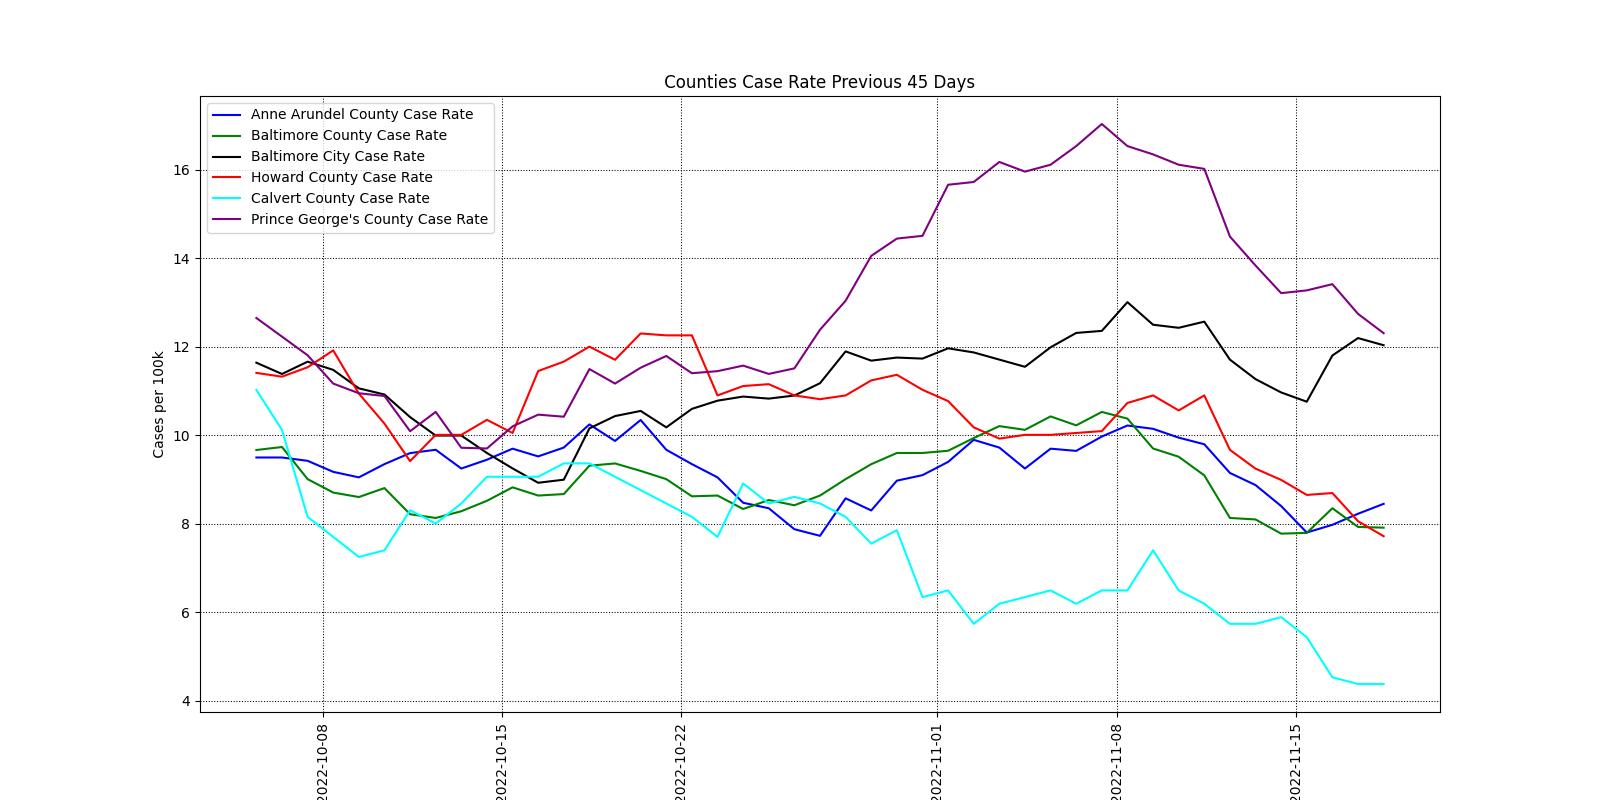 Counties Case Rate Previous 45 Days
Anne Arundel County Case Rate
Baltimore County Case Rate
Baltimore City Case Rate
Howard County Case Rate
Calvert County Case Rate
Prince George's County Case Rate
Cases per 100k
16
14
12
10
8
6
4
2022-10-08
2022-10-15
2022-10-22
2022-11-01
2022-11-08
2022-11-15